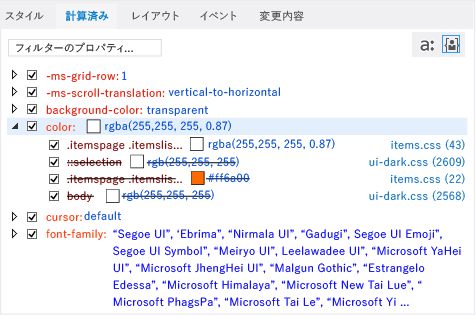 スタイル 計算済み レイアウト イベント 変更内容
フィルターのプロパティ... a:
-ms-grid-row: 1
-ms-scroll-translation: vertical-to-horizontal
background-color: transparent
color: rgba(255,255, 255, 0.87)
.itemspage .itemslis... rgba(255,255, 255, 0.87) items.css (43)
::selection rgb(255,255, 255) ui-dark.css (2609)
.itemspage .itemslis... #ff6a00 items.css (22)
body rgb(255,255, 255) ui-dark.css (2568)
cursor: default
font-family: “Segoe UI”, ‘Ebrima”, “Nirmala UI”, “Gadugi”, Segoe UI Emoji”,
Segoe UI Symbol”, “Meiryo UI”, Leelawadee UI”, “Microsoft YaHei
UI”, “Microsoft JhengHei UI”, “Malgun Gothic”, “Estrangelo
Edessa”, “Microsoft Himalaya”, “Microsoft New Tai Lue”, “
Microsoft PhagsPa”, “Microsoft Tai Le”, “Microsoft Yi ...